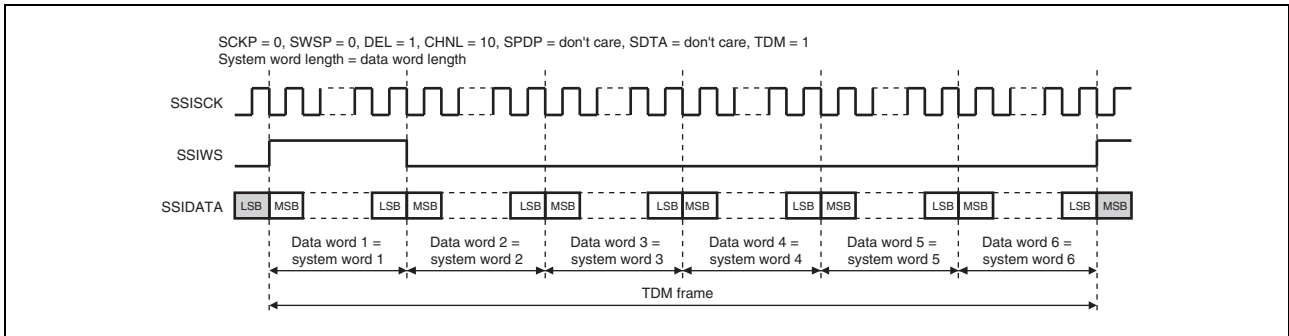 SCKP = 0, SWSP = 0, DEL = 1, CHNL = 10, SPDP = don't care, SDTA = don't care, TDM = 1
System word length = data word length
SSISCK
SSIWS
SSIDATA
LSB MSB LSB MSB LSB MSB LSB MSB LSB MSB LSB MSB LSB MSB
Data word 1 = Data word 2 = Data word 3 = Data word 4 = Data word 5 = Data word 6 =
system word 1 system word 2 system word 3 system word 4 system word 5 system word 6
TDM frame